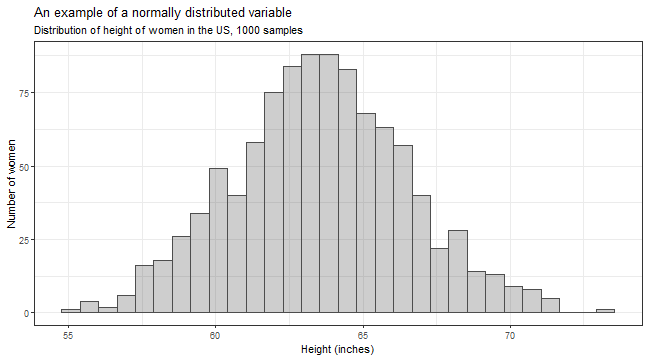 An example of a normally distributed variable
Distribution of height of women in the US, 1000 samples
Number of women
75
50
25
0
55
60
65
70
Height (inches)